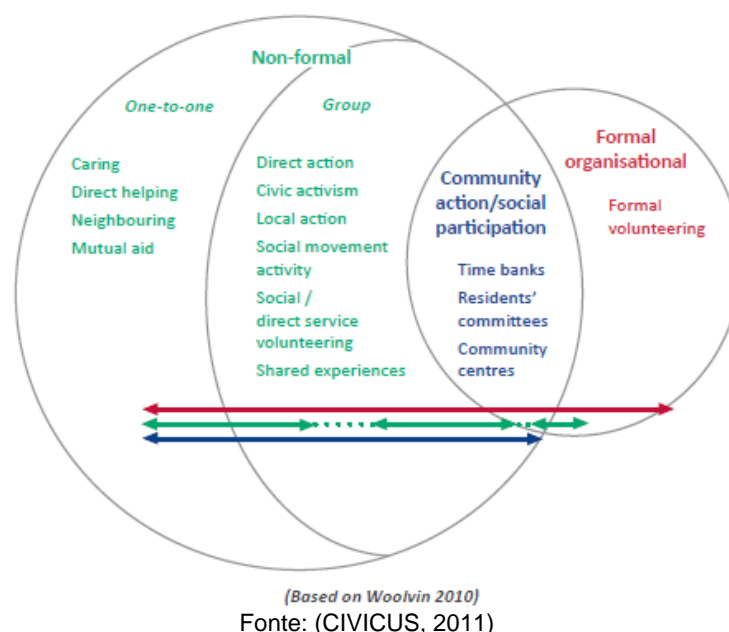 Non-formal
One-to-one
Caring
Direct helping
Neighbouring
Mutual aid
Group
Direct action
Civic activism
Local action
Social movement
activity
Social /
direct service
volunteering
Shared experiences
Community
action/social
participation
Time banks
Residents'
committees
Community
centres
Formal
organisational
Formal
volunteering
(Based on Woolvin 2010)
Fonte: (CIVICUS, 2011)